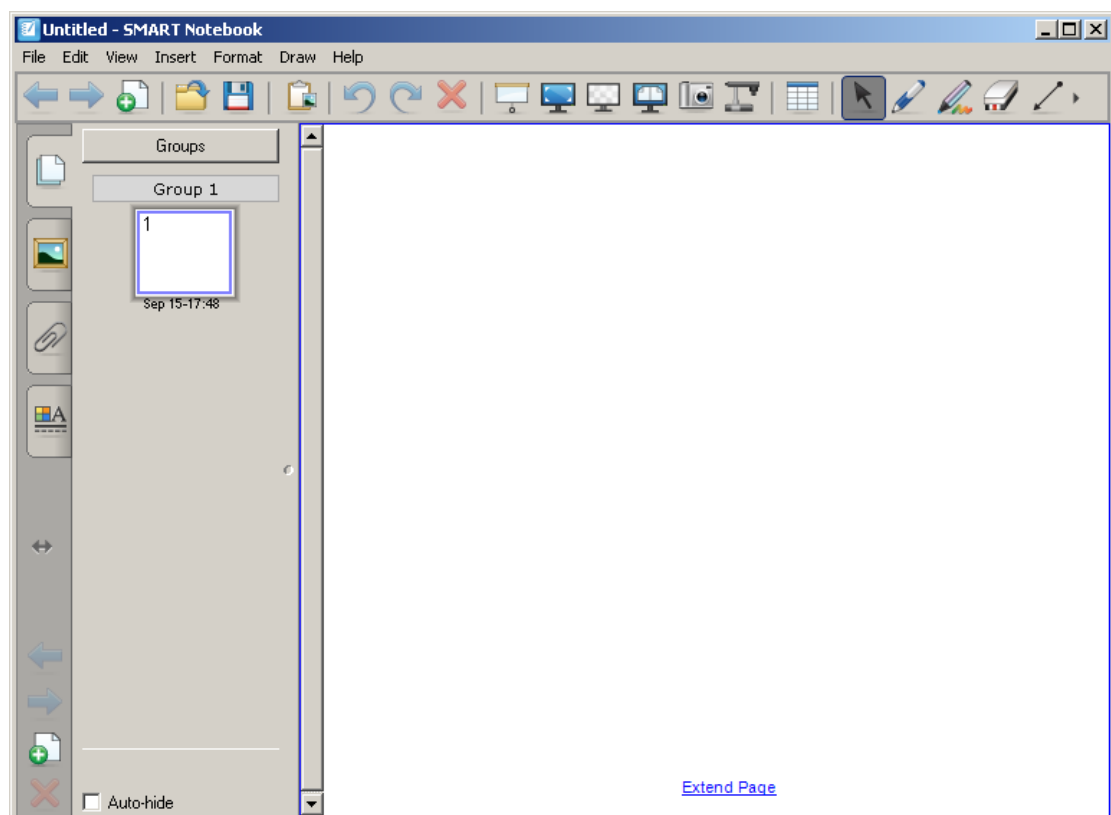 Untitled - SMART Notebook
File Edit View Insert Format Draw Help
Groups
Group 1
1
Sep 15-17:48
A
Auto-hide
Extend Page